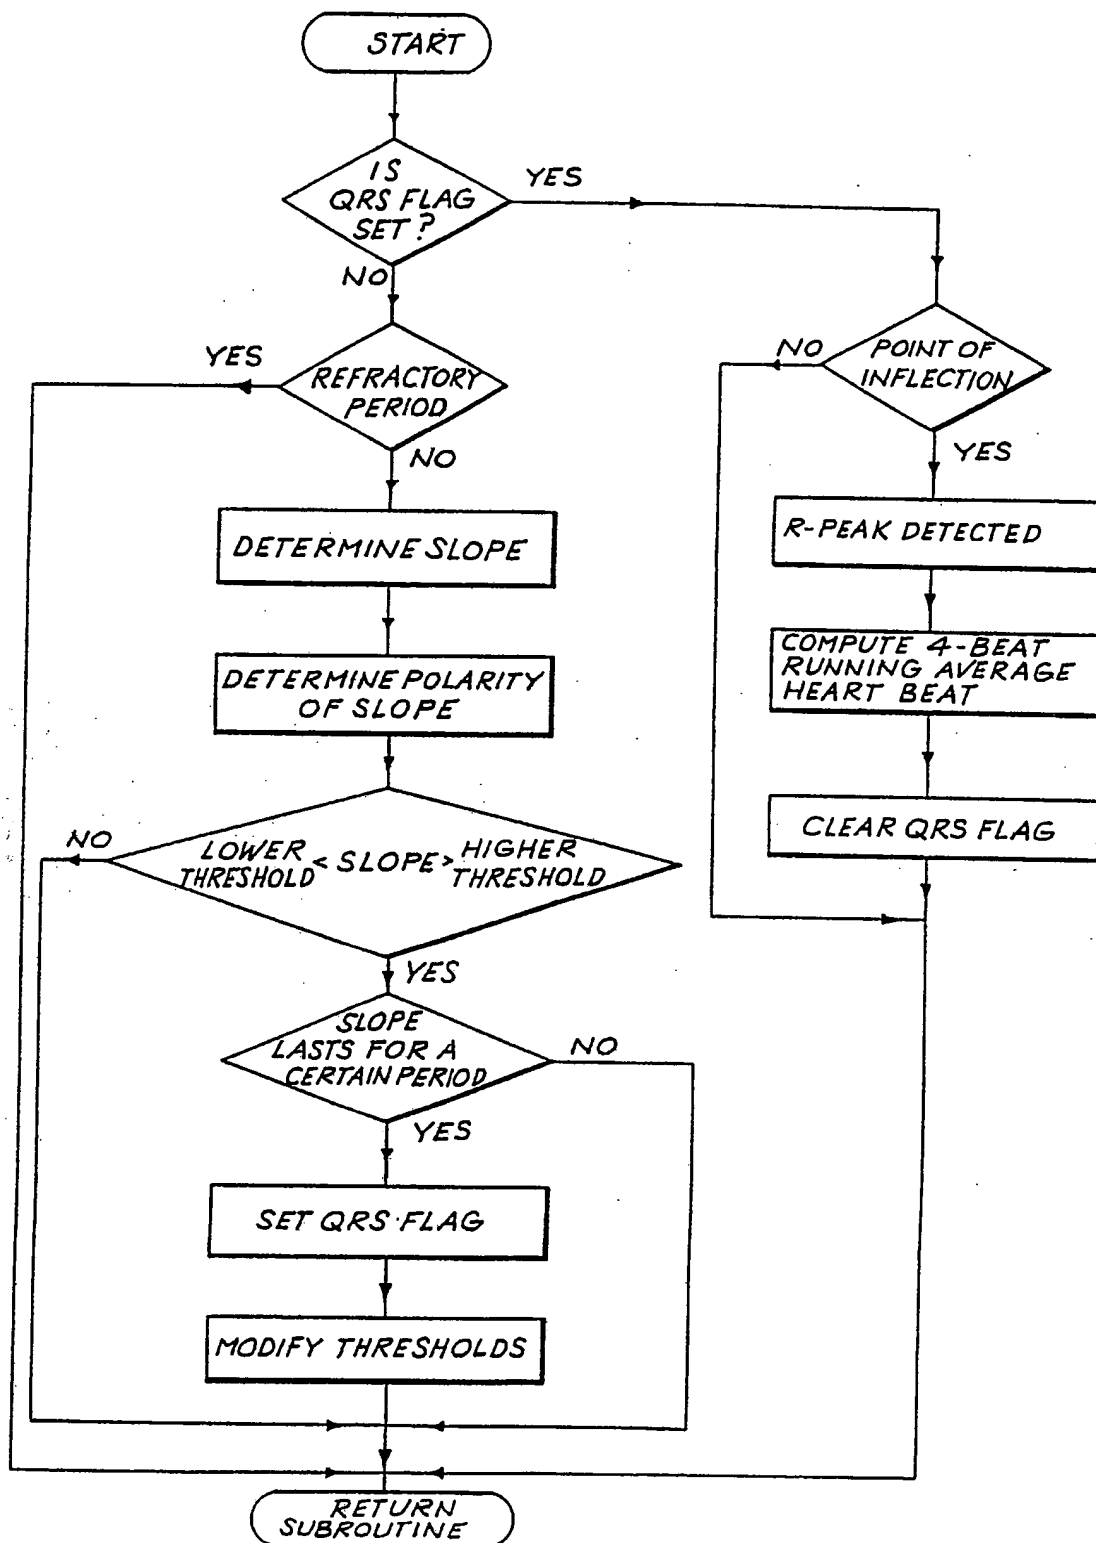 START
IS
QRS FLAG
SET?
YES
NO
YES
REFRACTORY
PERIOD
NO
NO
POINT OF
INFLECTION
YES
DETERMINE SLOPE
R-PEAK DETECTED
DETERMINE POLARITY
OF SLOPE
COMPUTE 4-BEAT
RUNNING AVERAGE
HEART BEAT
CLEAR QRS FLAG
NO
LOWER
THRESHOLD < SLOPE > HIGHER
THRESHOLD
YES
SLOPE
LASTS FOR A
CERTAIN PERIOD
NO
YES
SET QRS FLAG
MODIFY THRESHOLDS
RETURN
SUBROUTINE